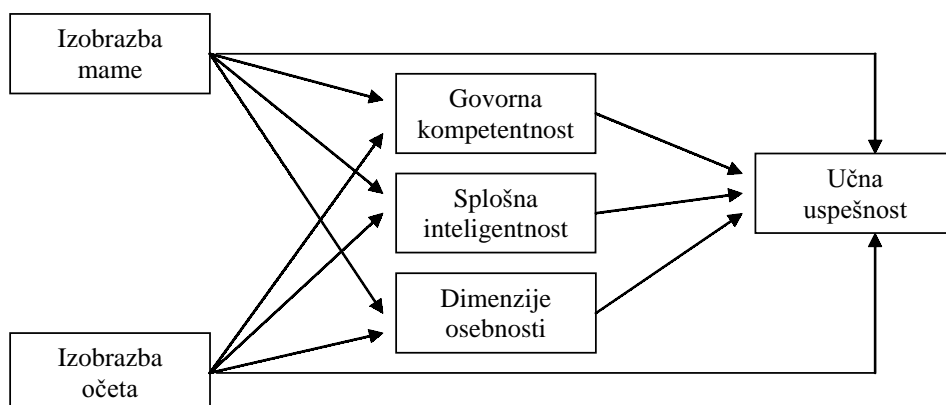 Izobrazba
mame
Govorna
kompetentnost
Splošna
inteligentnost
Učna
uspešnost
Dimenzije
osebnosti
Izobrazba
očeta